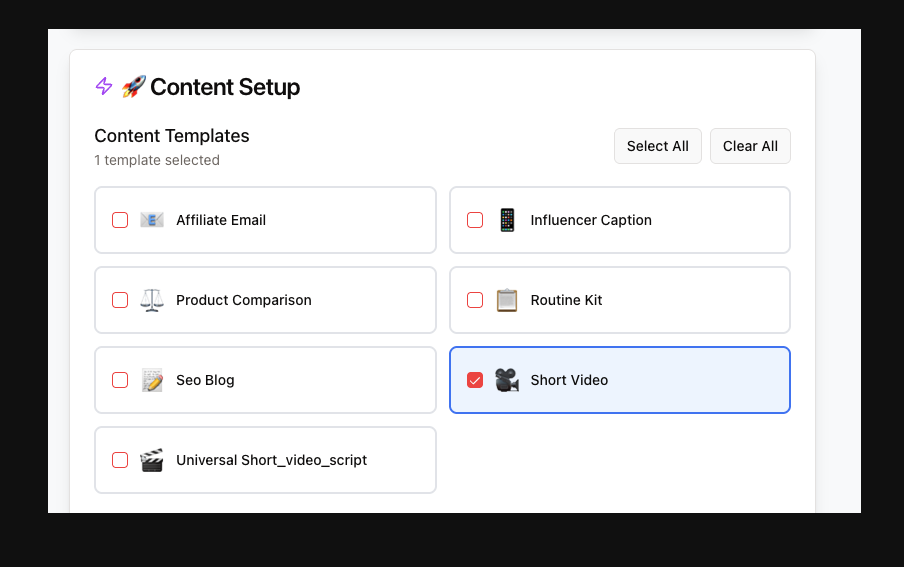 🚀 Content Setup
Content Templates
1 template selected
Select All
Clear All
Affiliate Email
Influencer Caption
Product Comparison
Routine Kit
Seo Blog
Short Video
Universal Short_video_script